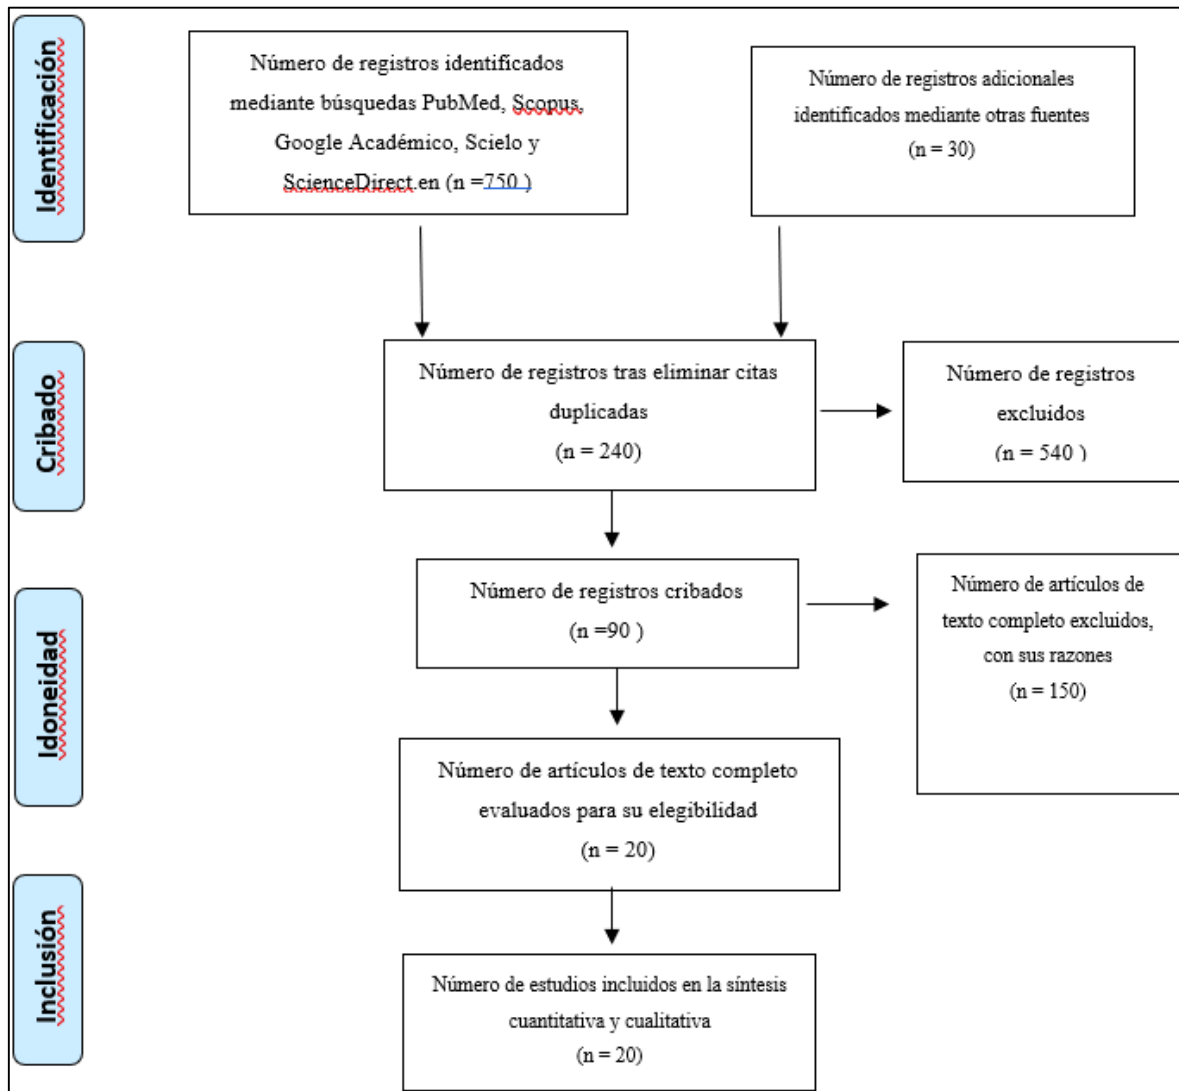 Identificación
Número de registros identificados
mediante búsquedas PubMed, Scopus,
Google Académico, Scielo y
ScienceDirect.en (n =750 )
Número de registros adicionales
identificados mediante otras fuentes
(n = 30)
Cribado
Número de registros tras eliminar citas
duplicadas
(n = 240)
Número de registros
excluidos
(n = 540 )
Idoneidad
Número de registros cribados
(n =90 )
Número de artículos de
texto completo excluidos,
con sus razones
(n = 150)
Número de artículos de texto completo
evaluados para su elegibilidad
(n = 20)
Inclusión
Número de estudios incluidos en la síntesis
cuantitativa y cualitativa
(n = 20)